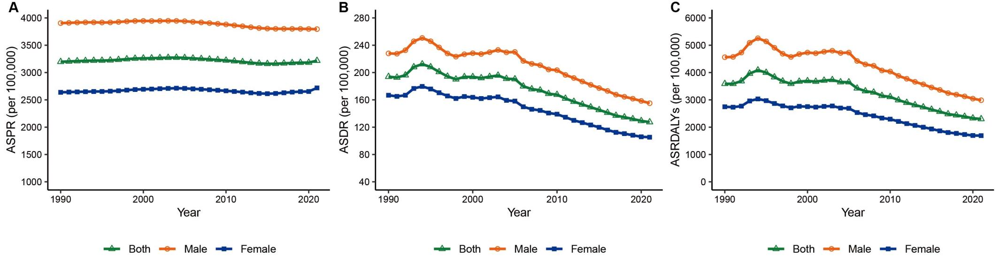 A
ASPR (per 100,000)
4000
3500
3000
2500
2000
1500
1000
1990 2000 2010 2020
Year
Both Male Female
B
ASDR (per 100,000)
280
240
200
160
120
80
40
1990 2000 2010 2020
Year
Both Male Female
C
ASRDALYs (per 100,000)
6000
5000
4000
3000
2000
1000
0
1990 2000 2010 2020
Year
Both Male Female